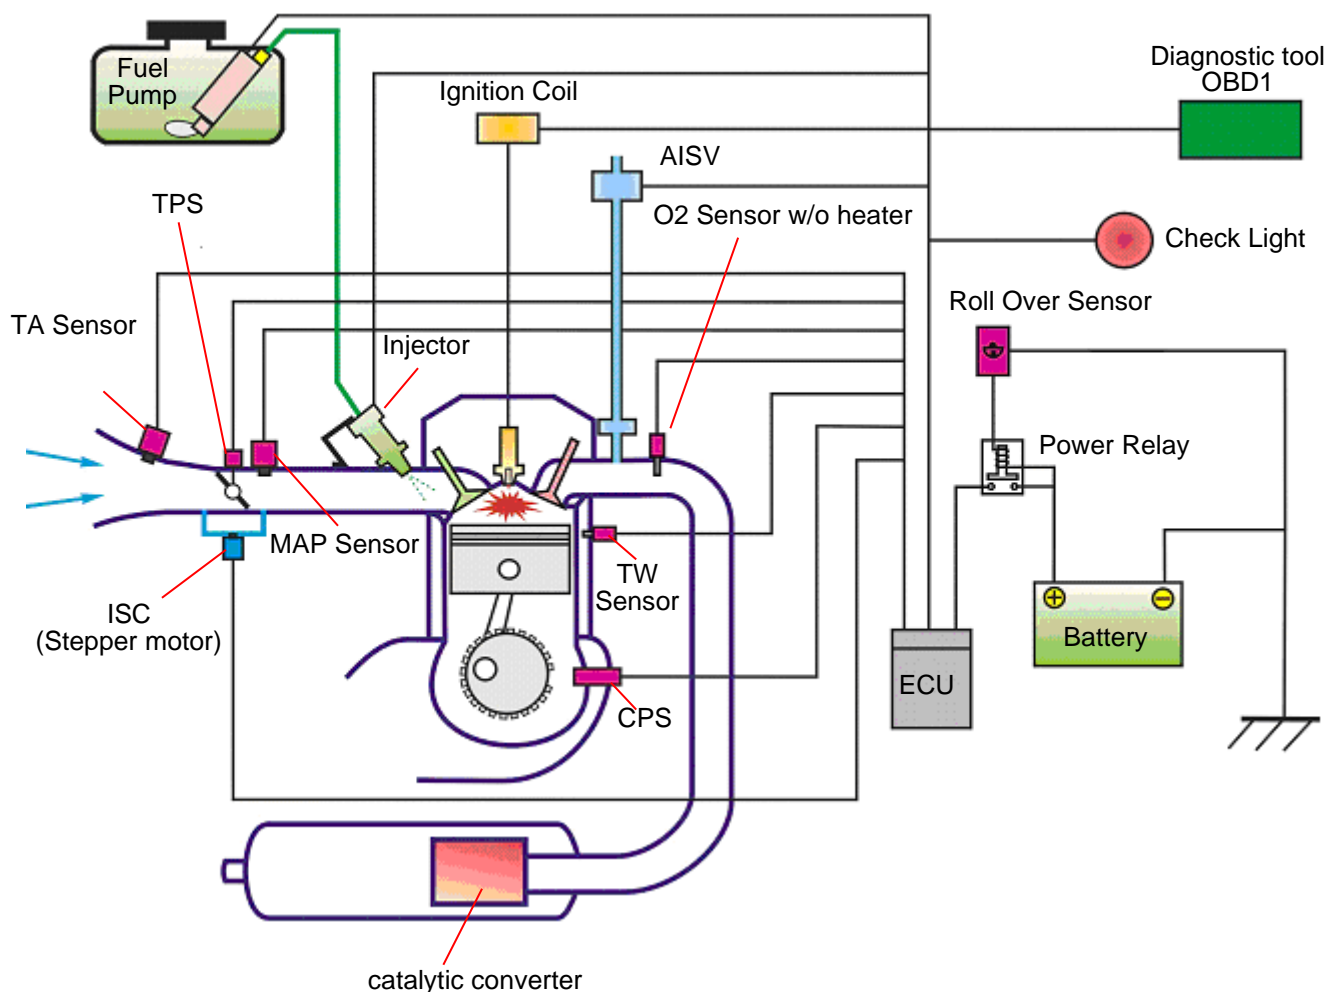 Fuel
Pump
Ignition Coil
Diagnostic tool
OBD1
AISV
TPS
O2 Sensor w/o heater
Check Light
Roll Over Sensor
TA Sensor
Injector
Power Relay
MAP Sensor
TW
Sensor
ISC
(Stepper motor)
+
−
Battery
ECU
CPS
catalytic converter